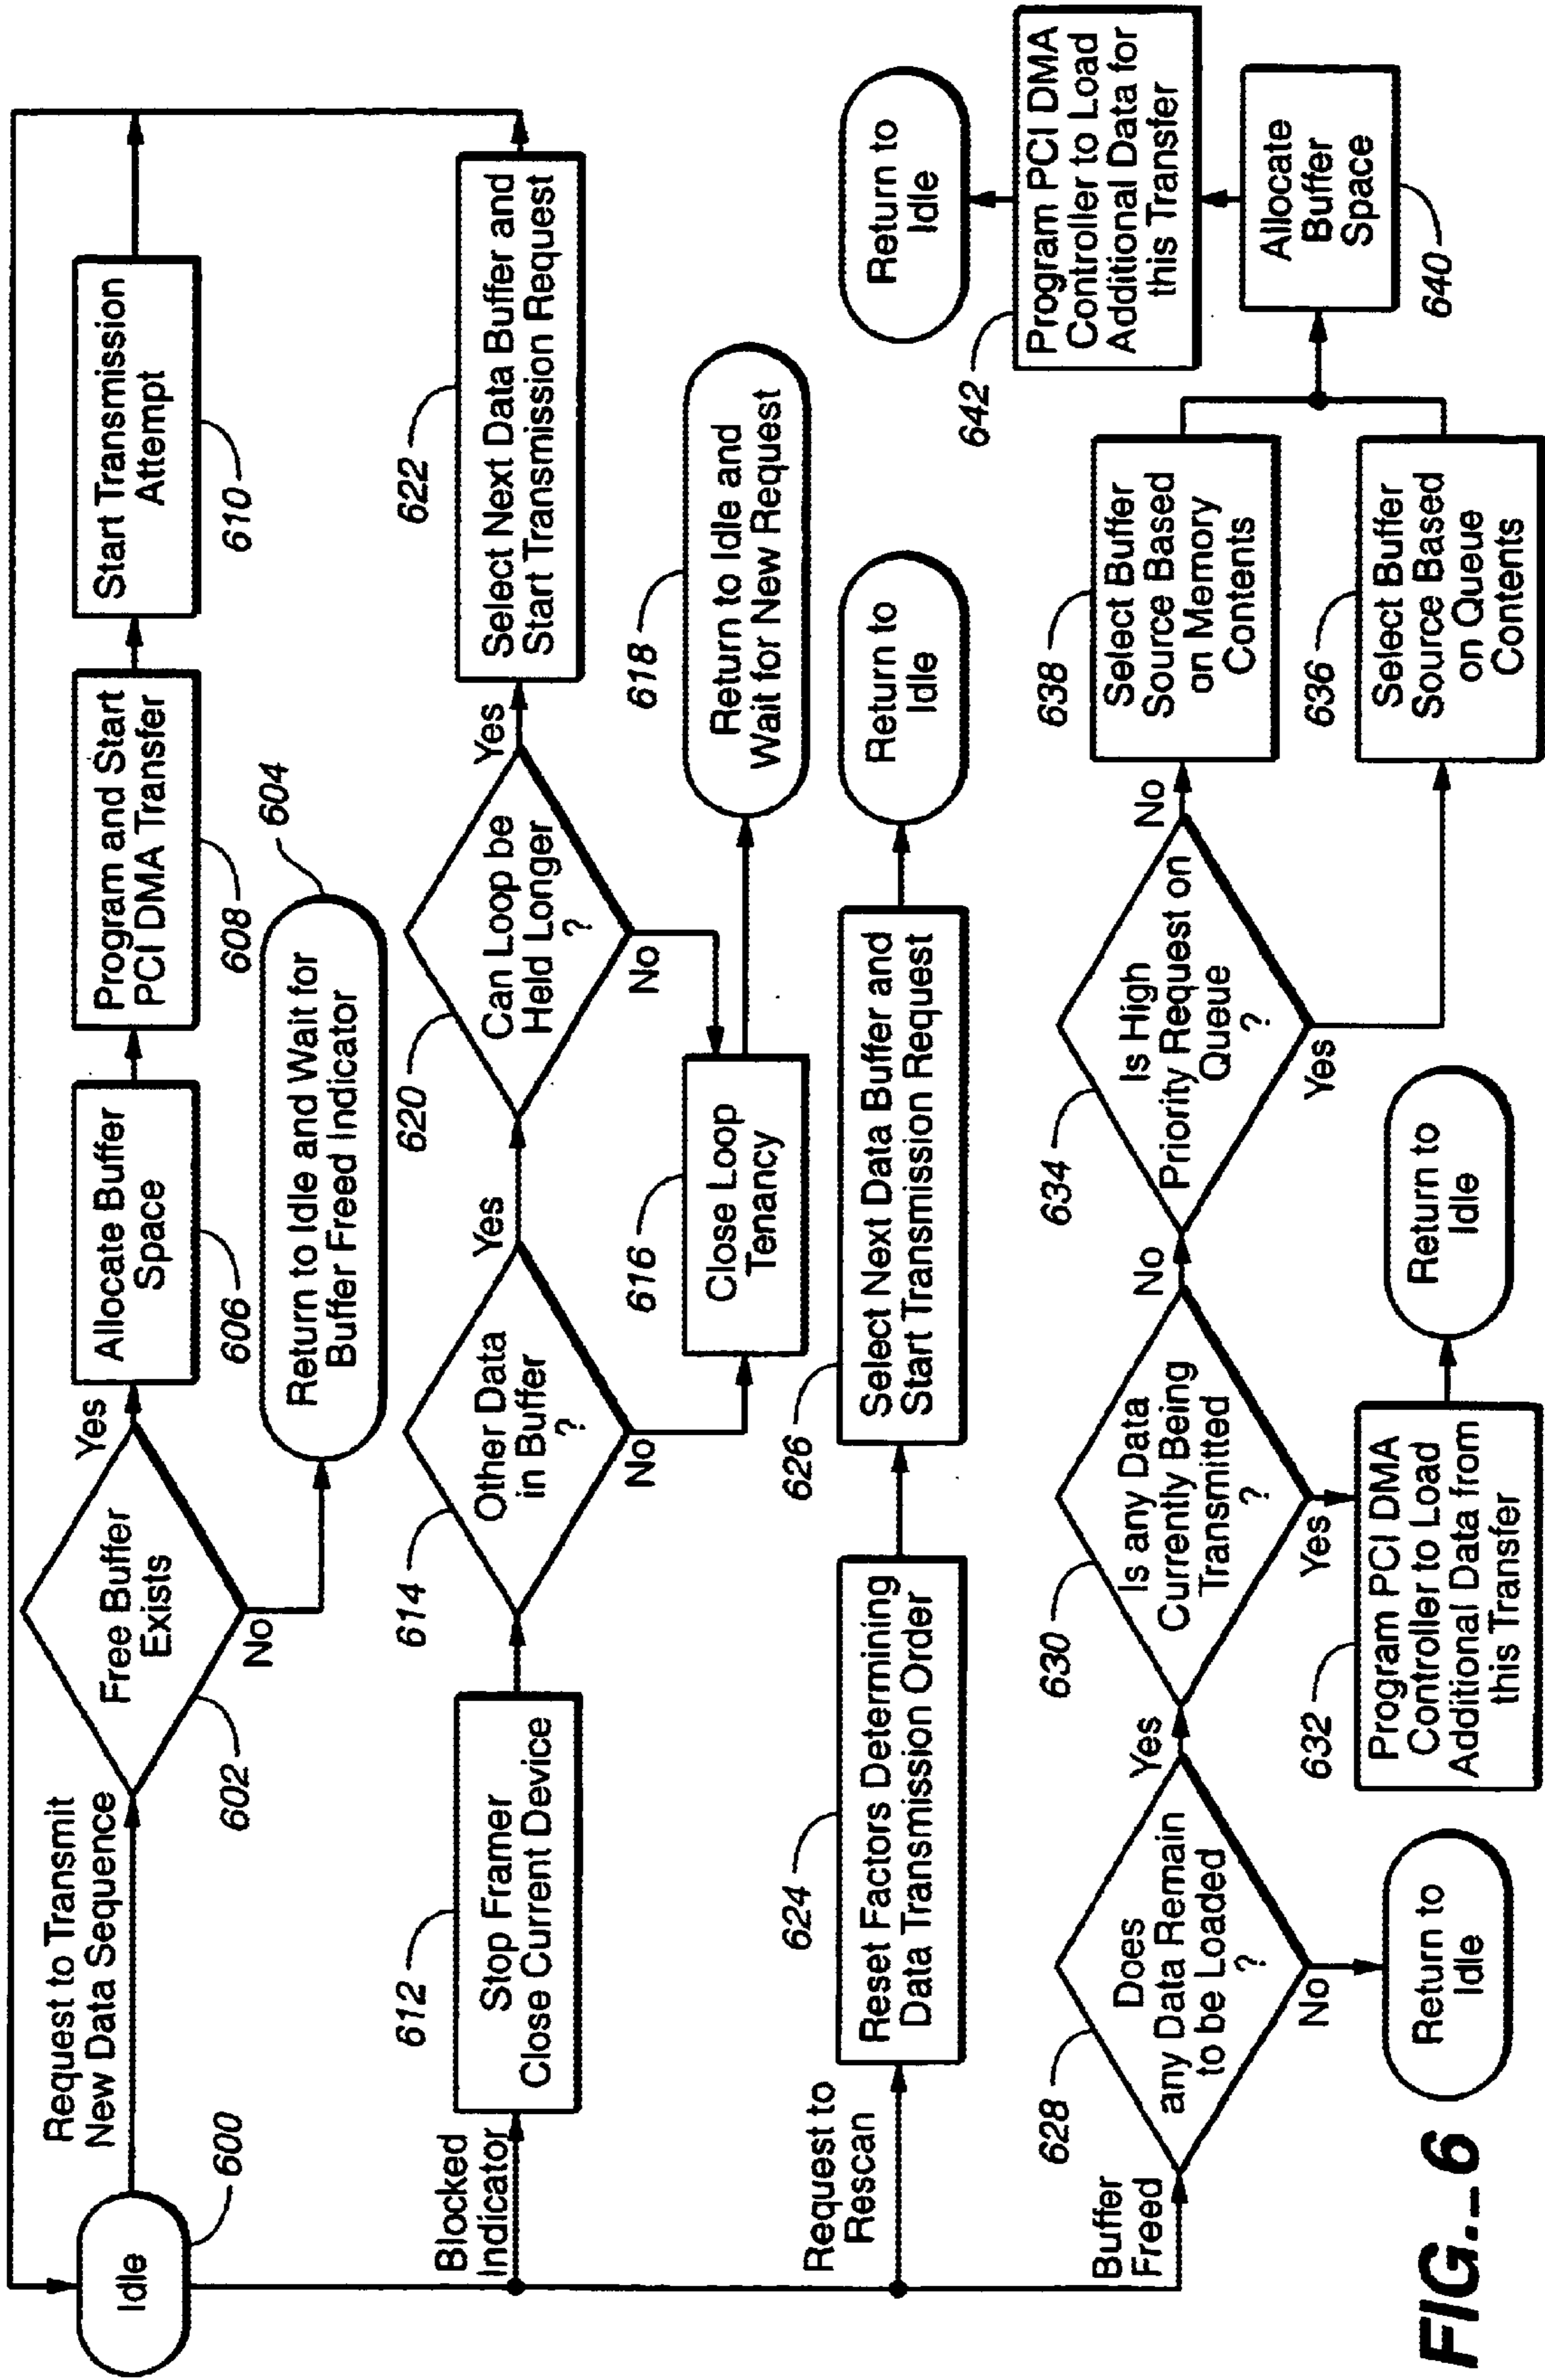 Idle
600
Request to Transmit
New Data Sequence
Free Buffer
Exists
602
Yes
No
Allocate Buffer
Space
606
Program and Start
PCI DMA Transfer
608
Start Transmission
Attempt
610
Return to Idle and Wait for
Buffer Freed Indicator
604
Blocked
Indicator
612
Stop Framer
Close Current Device
614
Other Data
in Buffer
?
Yes
No
620
Can Loop be
Held Longer
?
Yes
No
622
Select Next Data Buffer and
Start Transmission Request
616
Close Loop
Tenancy
618
Return to Idle and
Wait for New Request
Request to
Rescan
624
Reset Factors Determining
Data Transmission Order
626
Select Next Data Buffer and
Start Transmission Request
Return to
Idle
Buffer
Freed
628
Does
any Data Remain
to be Loaded
?
Yes
No
Return to
Idle
630
Is any Data
Currently Being
Transmitted
?
No
Yes
632
Program PCI DMA
Controller to Load
Additional Data from
this Transfer
Return to
Idle
634
Is High
Priority Request on
Queue
?
No
Yes
638
Select Buffer
Source Based
on Memory
Contents
636
Select Buffer
Source Based
on Queue
Contents
Allocate
Buffer
Space
640
642
Program PCI DMA
Controller to Load
Additional Data for
this Transfer
Return to
Idle
FIG._6